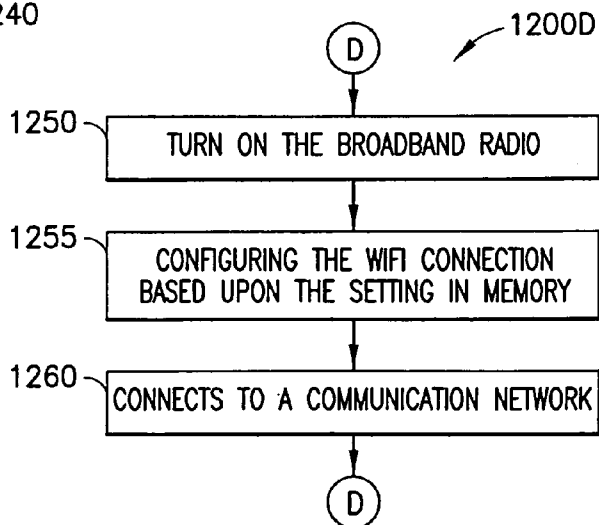 240
1200D
D
1250
TURN ON THE BROADBAND RADIO
1255
CONFIGURING THE WIFI CONNECTION
BASED UPON THE SETTING IN MEMORY
1260
CONNECTS TO A COMMUNICATION NETWORK
D